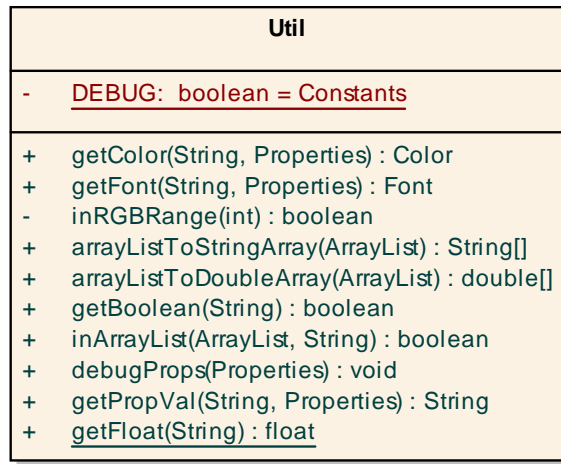 Util
- DEBUG: boolean = Constants
+ getColor(String, Properties) : Color
+ getFont(String, Properties) : Font
- inRGBRange(int) : boolean
+ arrayListToStringArray(ArrayList) : String[]
+ arrayListToDoubleArray(ArrayList) : double[]
+ getBoolean(String) : boolean
+ inArrayList(ArrayList, String) : boolean
+ debugProps(Properties) : void
+ getPropVal(String, Properties) : String
+ getFloat(String) : float